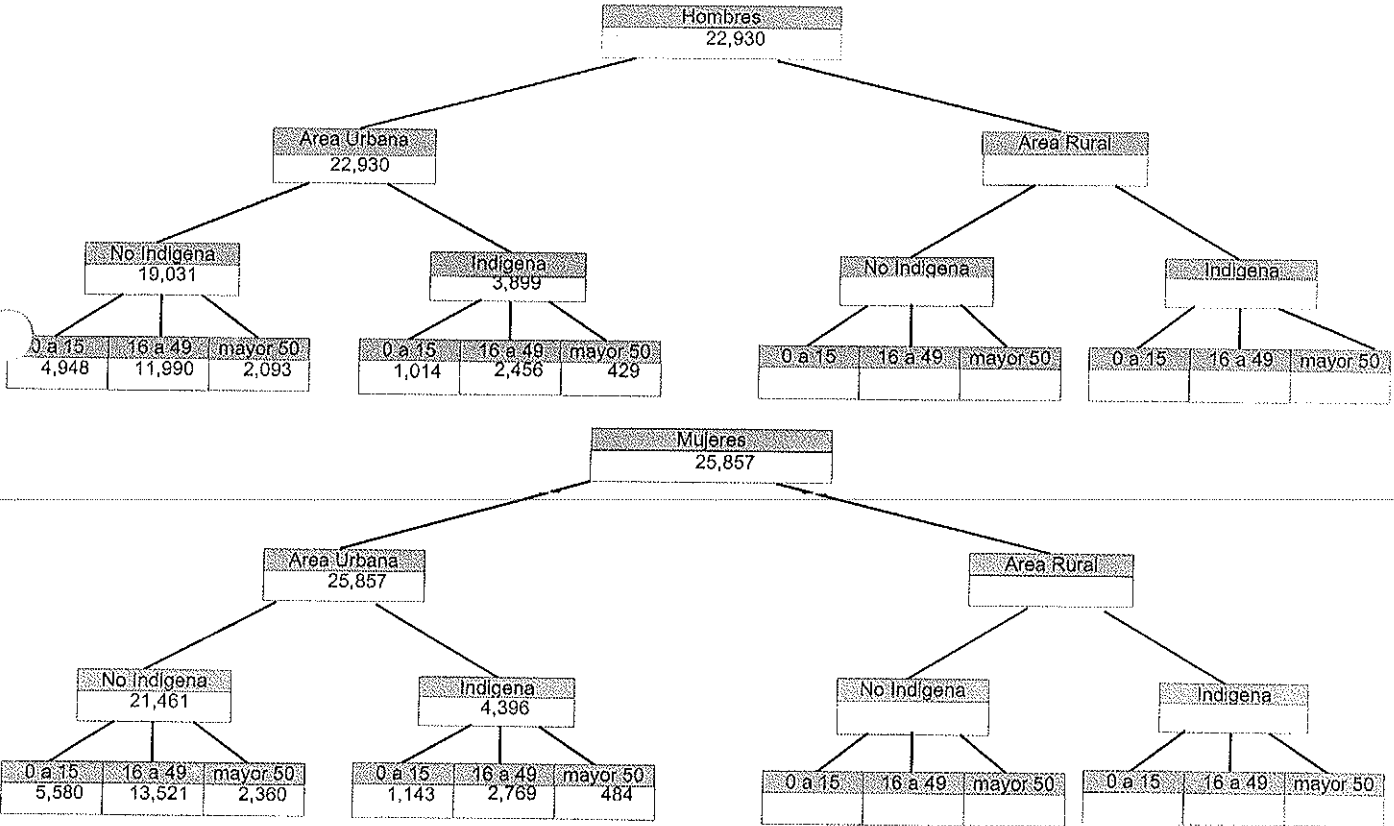 Hombres
22,930
Area Urbana
22,930
Area Rural
No Indigena
19,031
Indigena
3,899
No Indigena
Indigena
0 a 15 16 a 49 mayor 50
4,948 11,990 2,093
0 a 15 16 a 49 mayor 50
1,014 2,456 429
0 a 15 16 a 49 mayor 50
0 a 15 16 a 49 mayor 50
Mujeres
25,857
Area Urbana
25,857
Area Rural
No Indigena
21,461
Indigena
4,396
No Indigena
Indigena
0 a 15 16 a 49 mayor 50
5,580 13,521 2,360
0 a 15 16 a 49 mayor 50
1,143 2,769 484
0 a 15 16 a 49 mayor 50
0 a 15 16 a 49 mayor 50